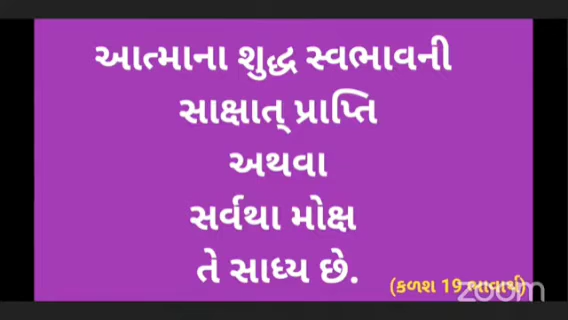 આત્માના શુદ્ધ સ્વભાવની
સાક્ષાત્ પ્રાપ્તિ
અથવા
સર્વથા મોક્ષ
તે સાધ્ય છે.
(કળશ 19 ભાવાર્થ)
zoom